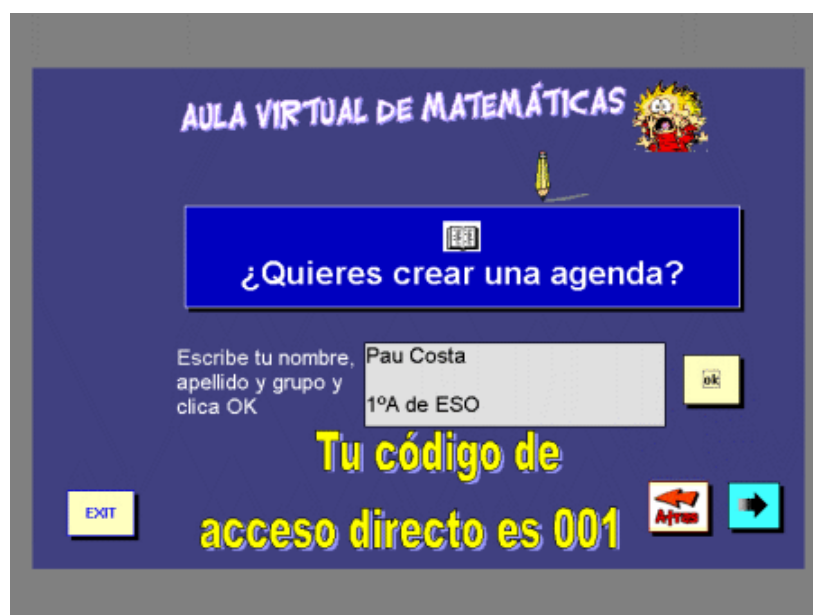 AULA VIRTUAL DE MATEMÁTICAS
¿Quieres crear una agenda?
Escribe tu nombre,
apellido y grupo y
clica OK
Pau Costa
1ºA de ESO
ok
Tu código de
acceso directo es 001
EXIT
Atras